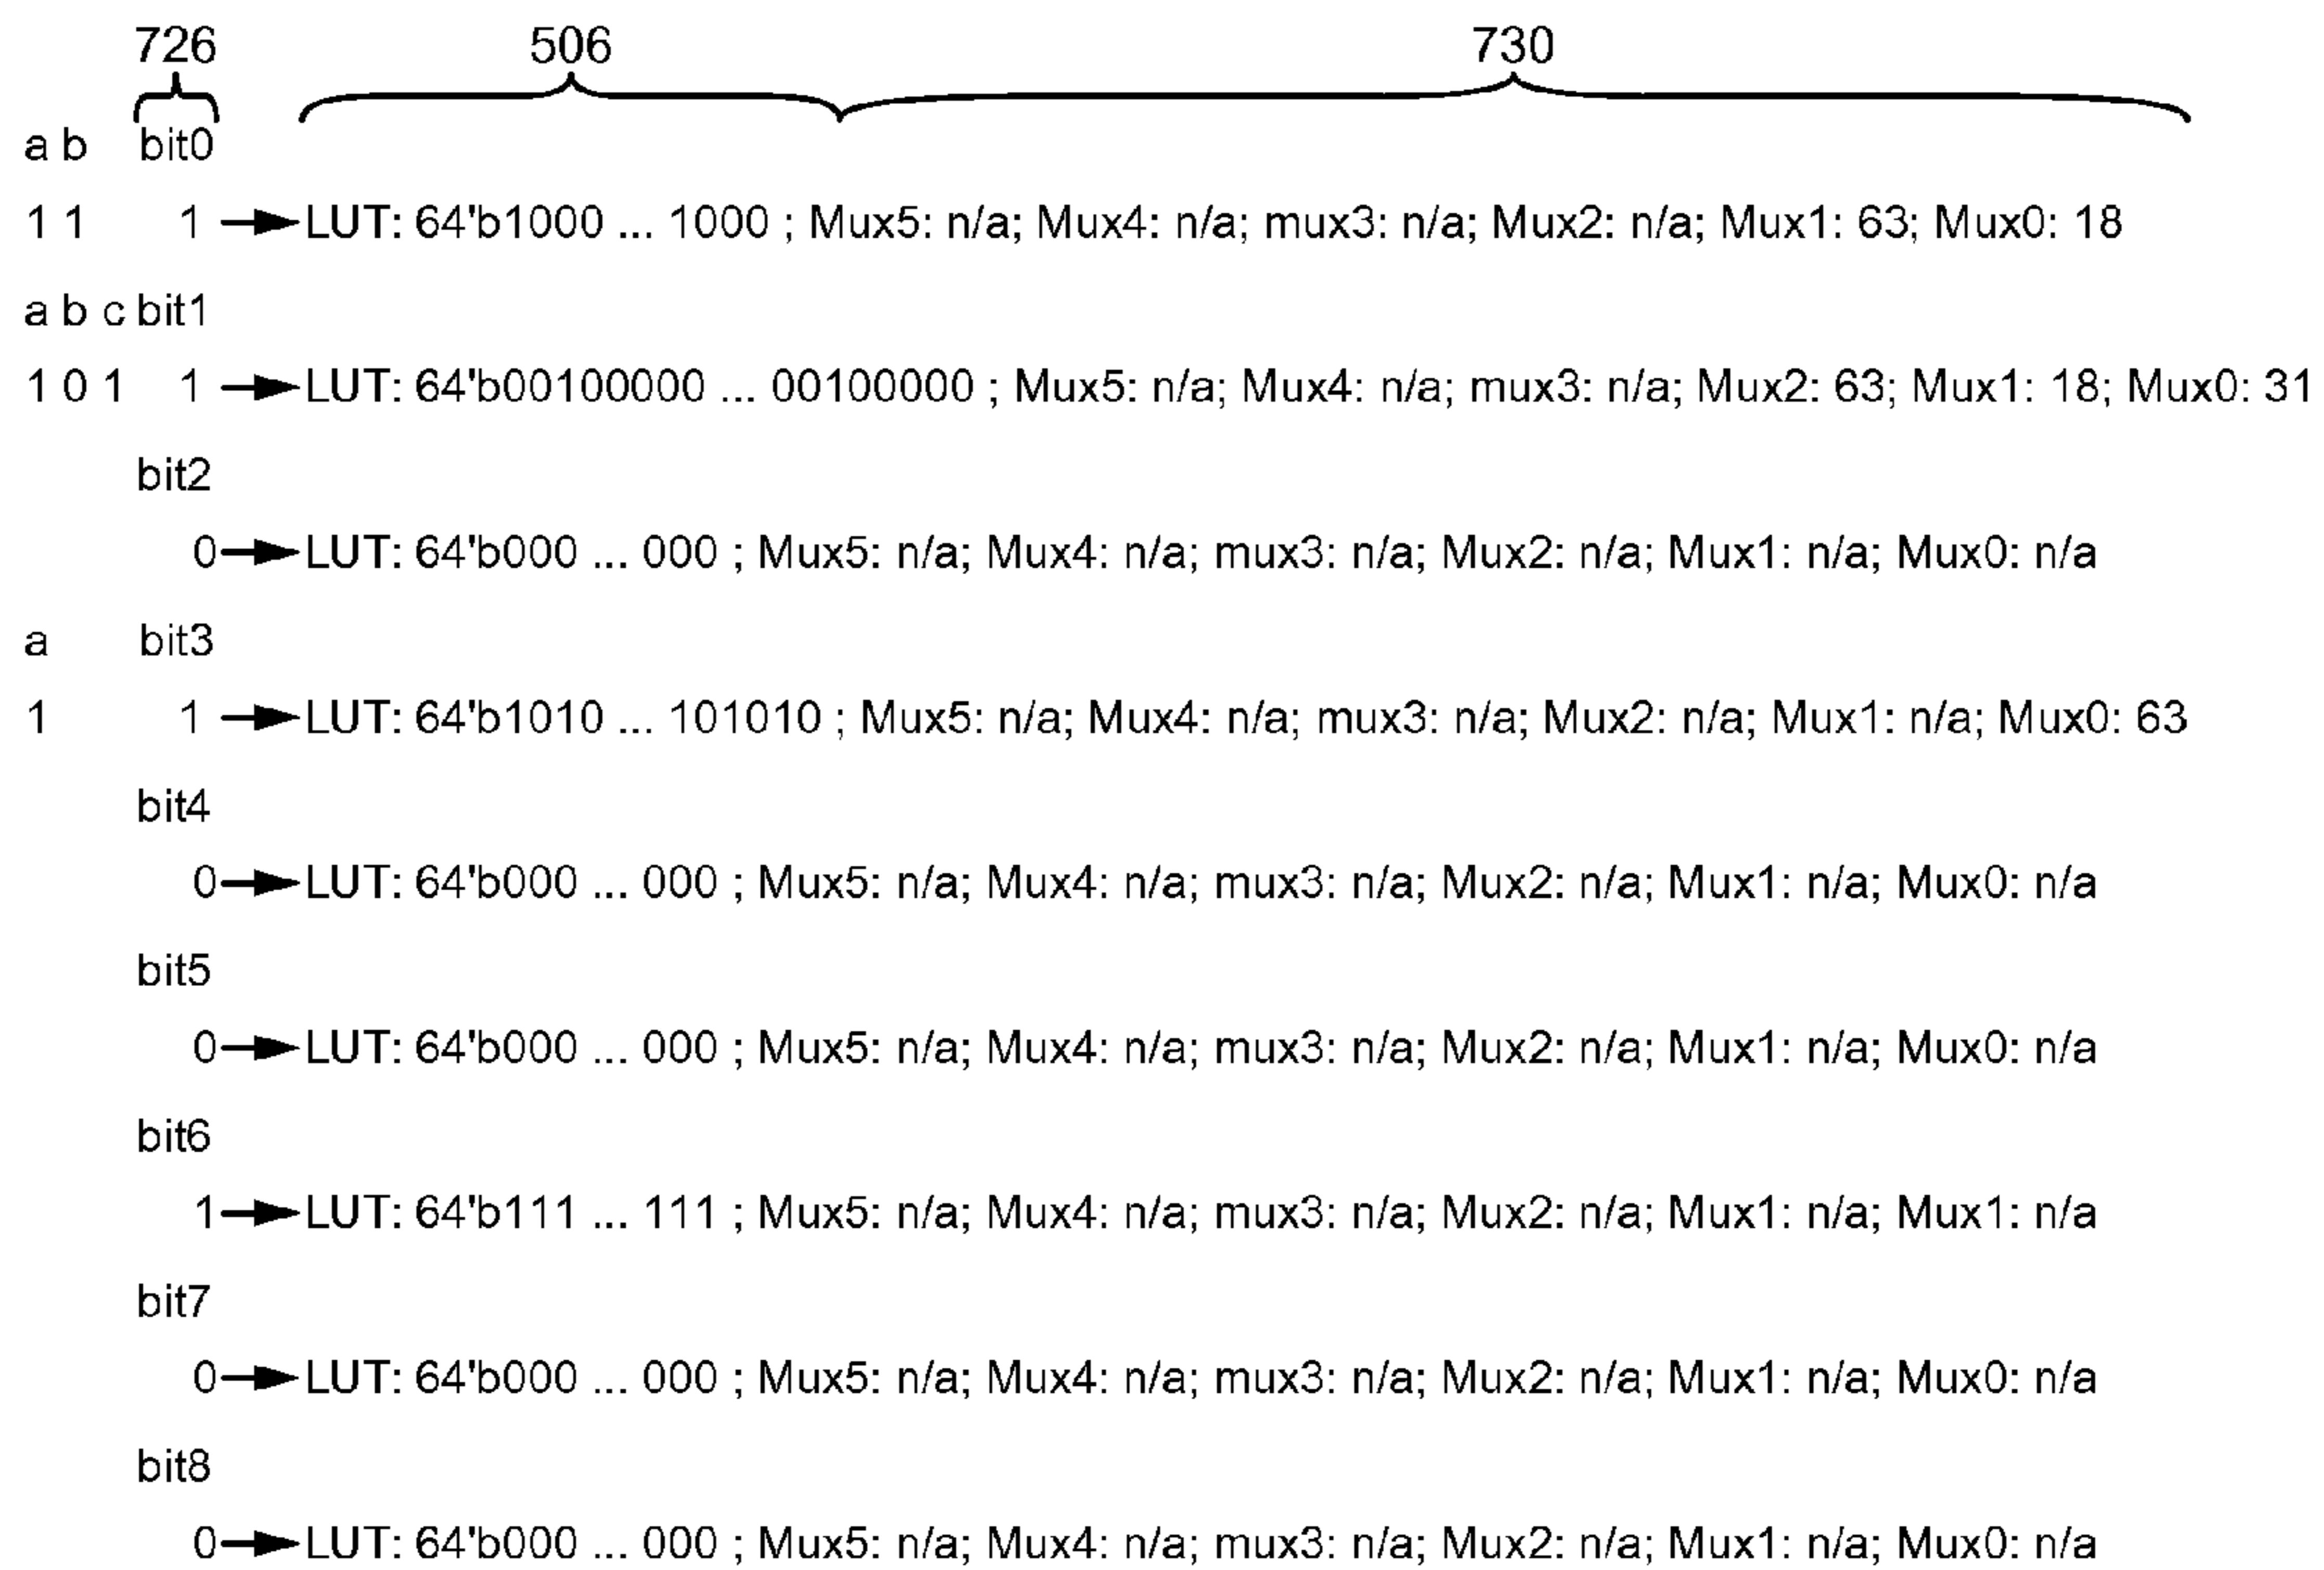 726 506 730
a b bit0
1 1 1 LUT: 64'b1000 ... 1000 ; Mux5: n/a; Mux4: n/a; mux3: n/a; Mux2: n/a; Mux1: 63; Mux0: 18
a b c bit1
1 0 1 1 LUT: 64'b00100000 ... 00100000 ; Mux5: n/a; Mux4: n/a; mux3: n/a; Mux2: 63; Mux1: 18; Mux0: 31
bit2
0 LUT: 64'b000 ... 000 ; Mux5: n/a; Mux4: n/a; mux3: n/a; Mux2: n/a; Mux1: n/a; Mux0: n/a
a bit3
1 1 LUT: 64'b1010 ... 101010 ; Mux5: n/a; Mux4: n/a; mux3: n/a; Mux2: n/a; Mux1: n/a; Mux0: 63
bit4
0 LUT: 64'b000 ... 000 ; Mux5: n/a; Mux4: n/a; mux3: n/a; Mux2: n/a; Mux1: n/a; Mux0: n/a
bit5
0 LUT: 64'b000 ... 000 ; Mux5: n/a; Mux4: n/a; mux3: n/a; Mux2: n/a; Mux1: n/a; Mux0: n/a
bit6
1 LUT: 64'b111 ... 111 ; Mux5: n/a; Mux4: n/a; mux3: n/a; Mux2: n/a; Mux1: n/a; Mux1: n/a
bit7
0 LUT: 64'b000 ... 000 ; Mux5: n/a; Mux4: n/a; mux3: n/a; Mux2: n/a; Mux1: n/a; Mux0: n/a
bit8
0 LUT: 64'b000 ... 000 ; Mux5: n/a; Mux4: n/a; mux3: n/a; Mux2: n/a; Mux1: n/a; Mux0: n/a